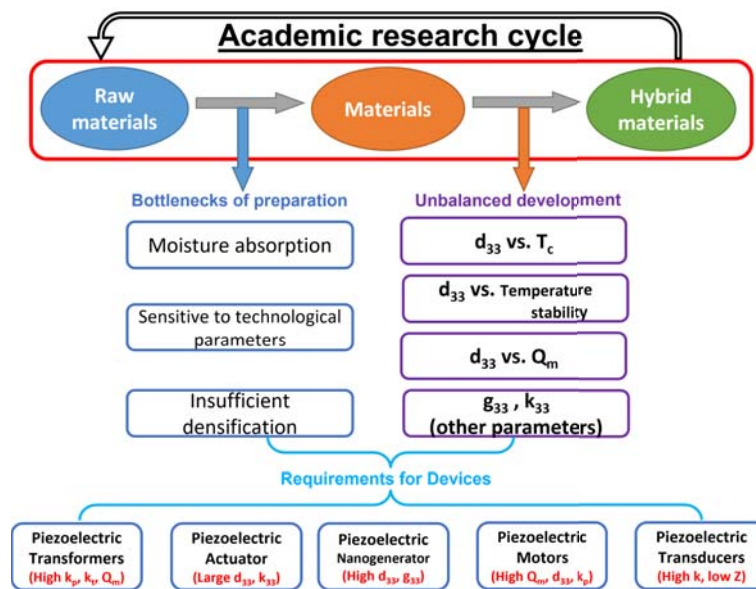 Academic research cycle
Raw
materials
Materials
Hybrid
materials
Bottlenecks of preparation
Unbalanced development
Moisture absorption
Sensitive to technological
parameters
Insufficient
densification
d₃₃ vs. T꜀
d₃₃ vs. Temperature
stability
d₃₃ vs. Qₘ
g₃₃ , k₃₃
(other parameters)
Requirements for Devices
Piezoelectric
Transformers
(High kₚ, kₜ, Qₘ)
Piezoelectric
Actuator
(Large d₃₃, k₃₃)
Piezoelectric
Nanogenerator
(High d₃₃, g₃₃)
Piezoelectric
Motors
(High Qₘ, d₃₃, kₚ)
Piezoelectric
Transducers
(High k, low Z)